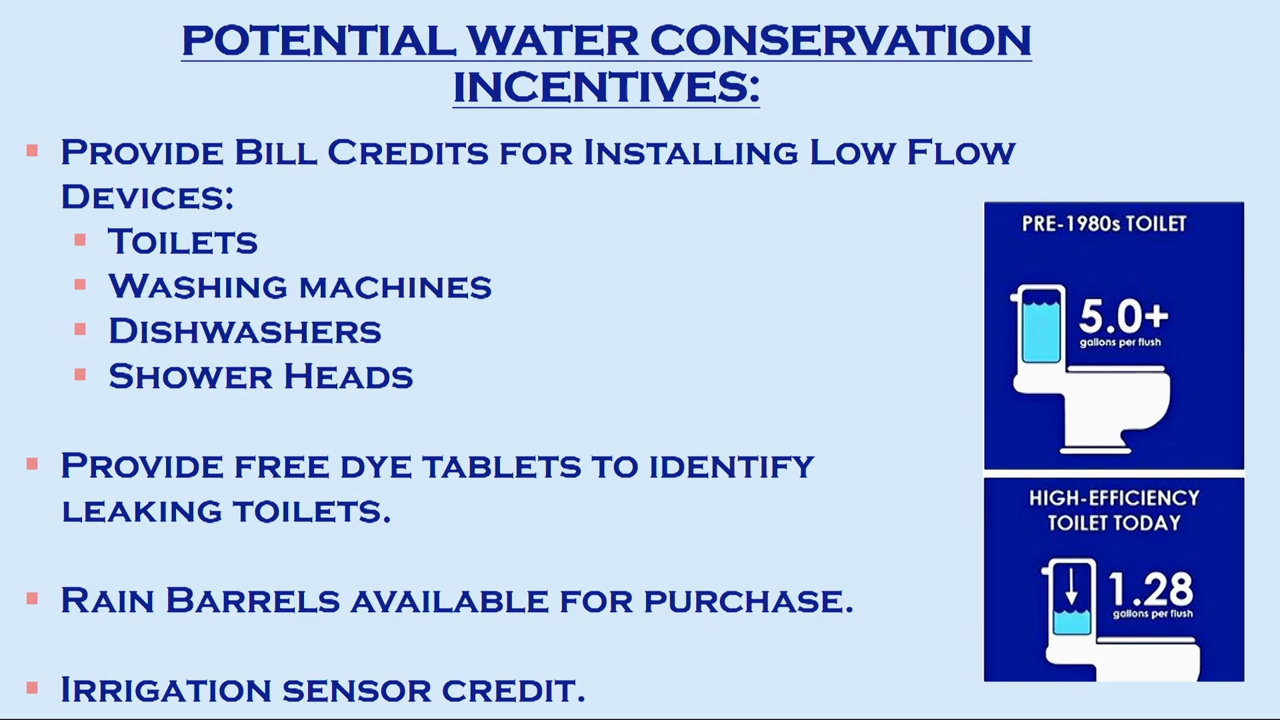 POTENTIAL WATER CONSERVATION
INCENTIVES:
PROVIDE BILL CREDITS FOR INSTALLING LOW FLOW
DEVICES:
TOILETS
WASHING MACHINES
DISHWASHERS
SHOWER HEADS
PROVIDE FREE DYE TABLETS TO IDENTIFY
LEAKING TOILETS.
RAIN BARRELS AVAILABLE FOR PURCHASE.
IRRIGATION SENSOR CREDIT.
PRE-1980s TOILET
5.0+
gallons per flush
HIGH-EFFICIENCY
TOILET TODAY
1.28
gallons per flush